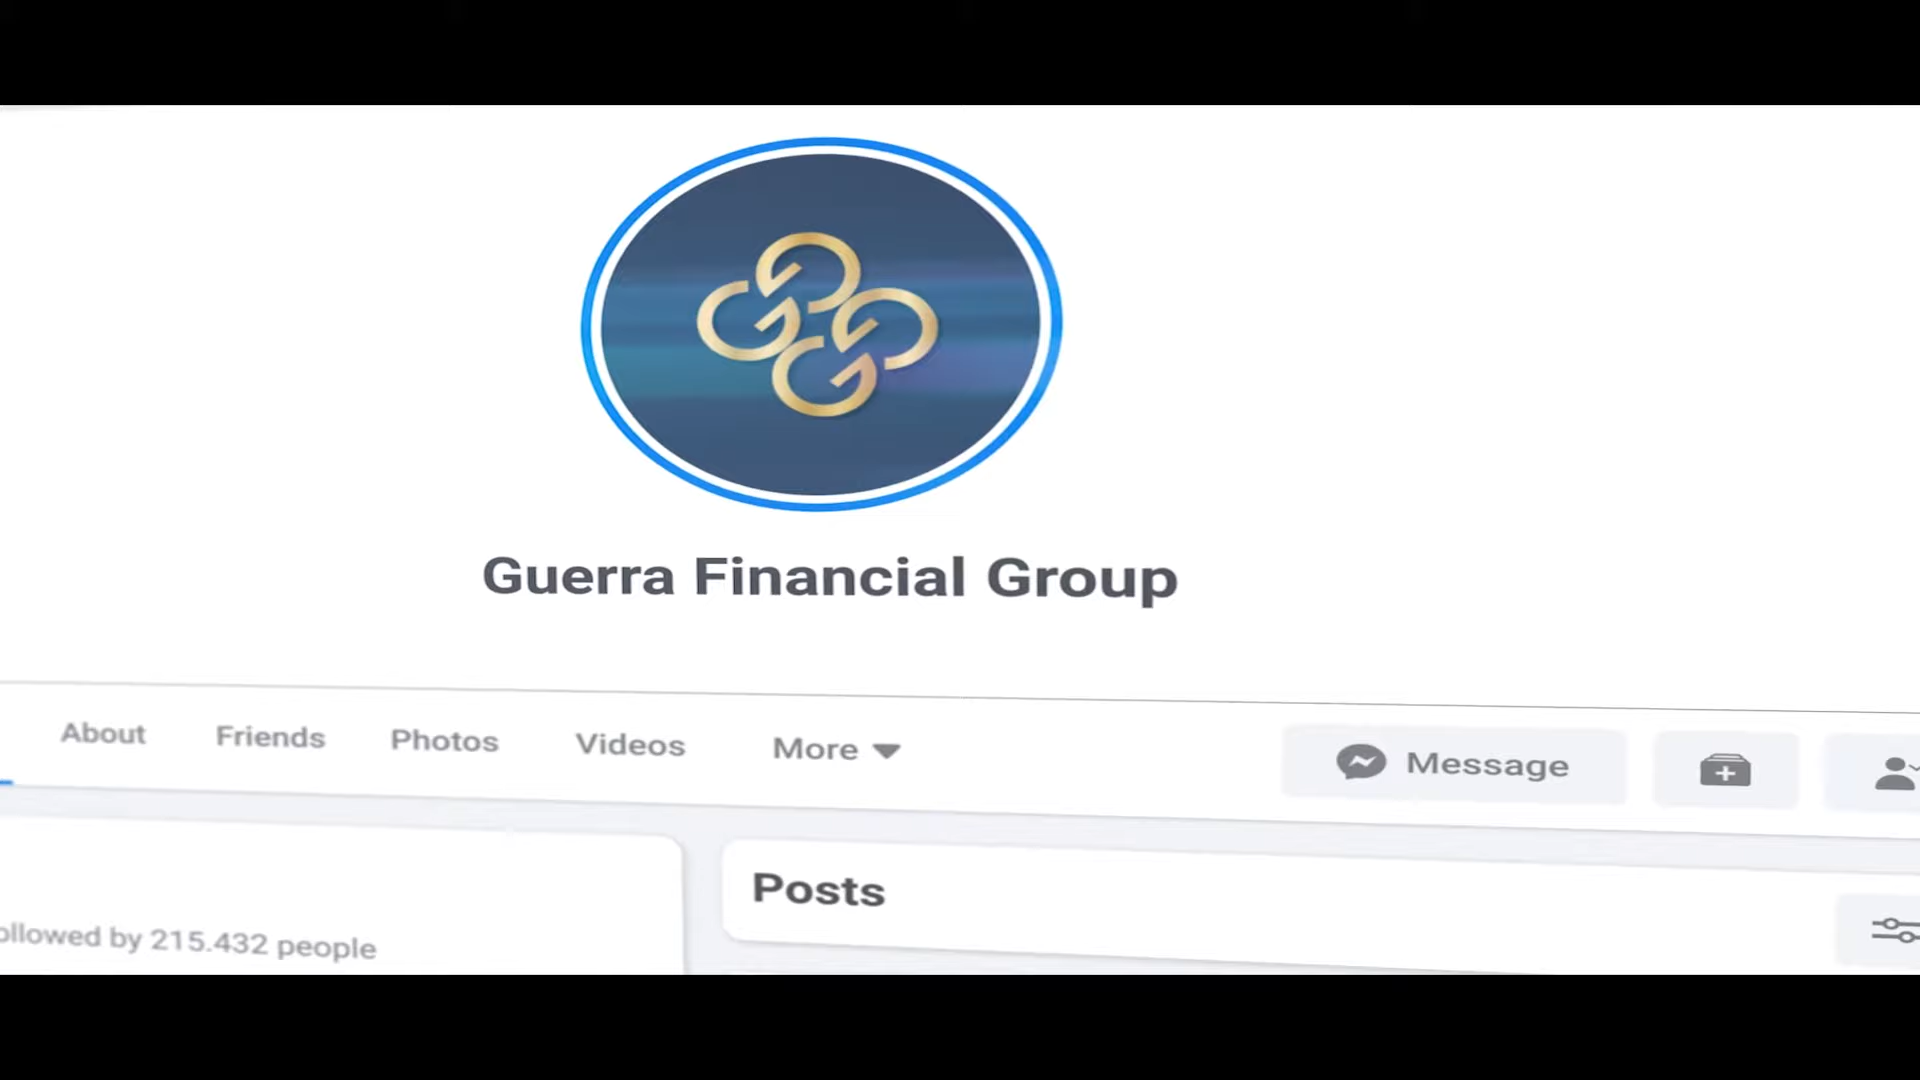 Guerra Financial Group
About Friends Photos Videos More Message
Posts
ollowed by 215.432 people